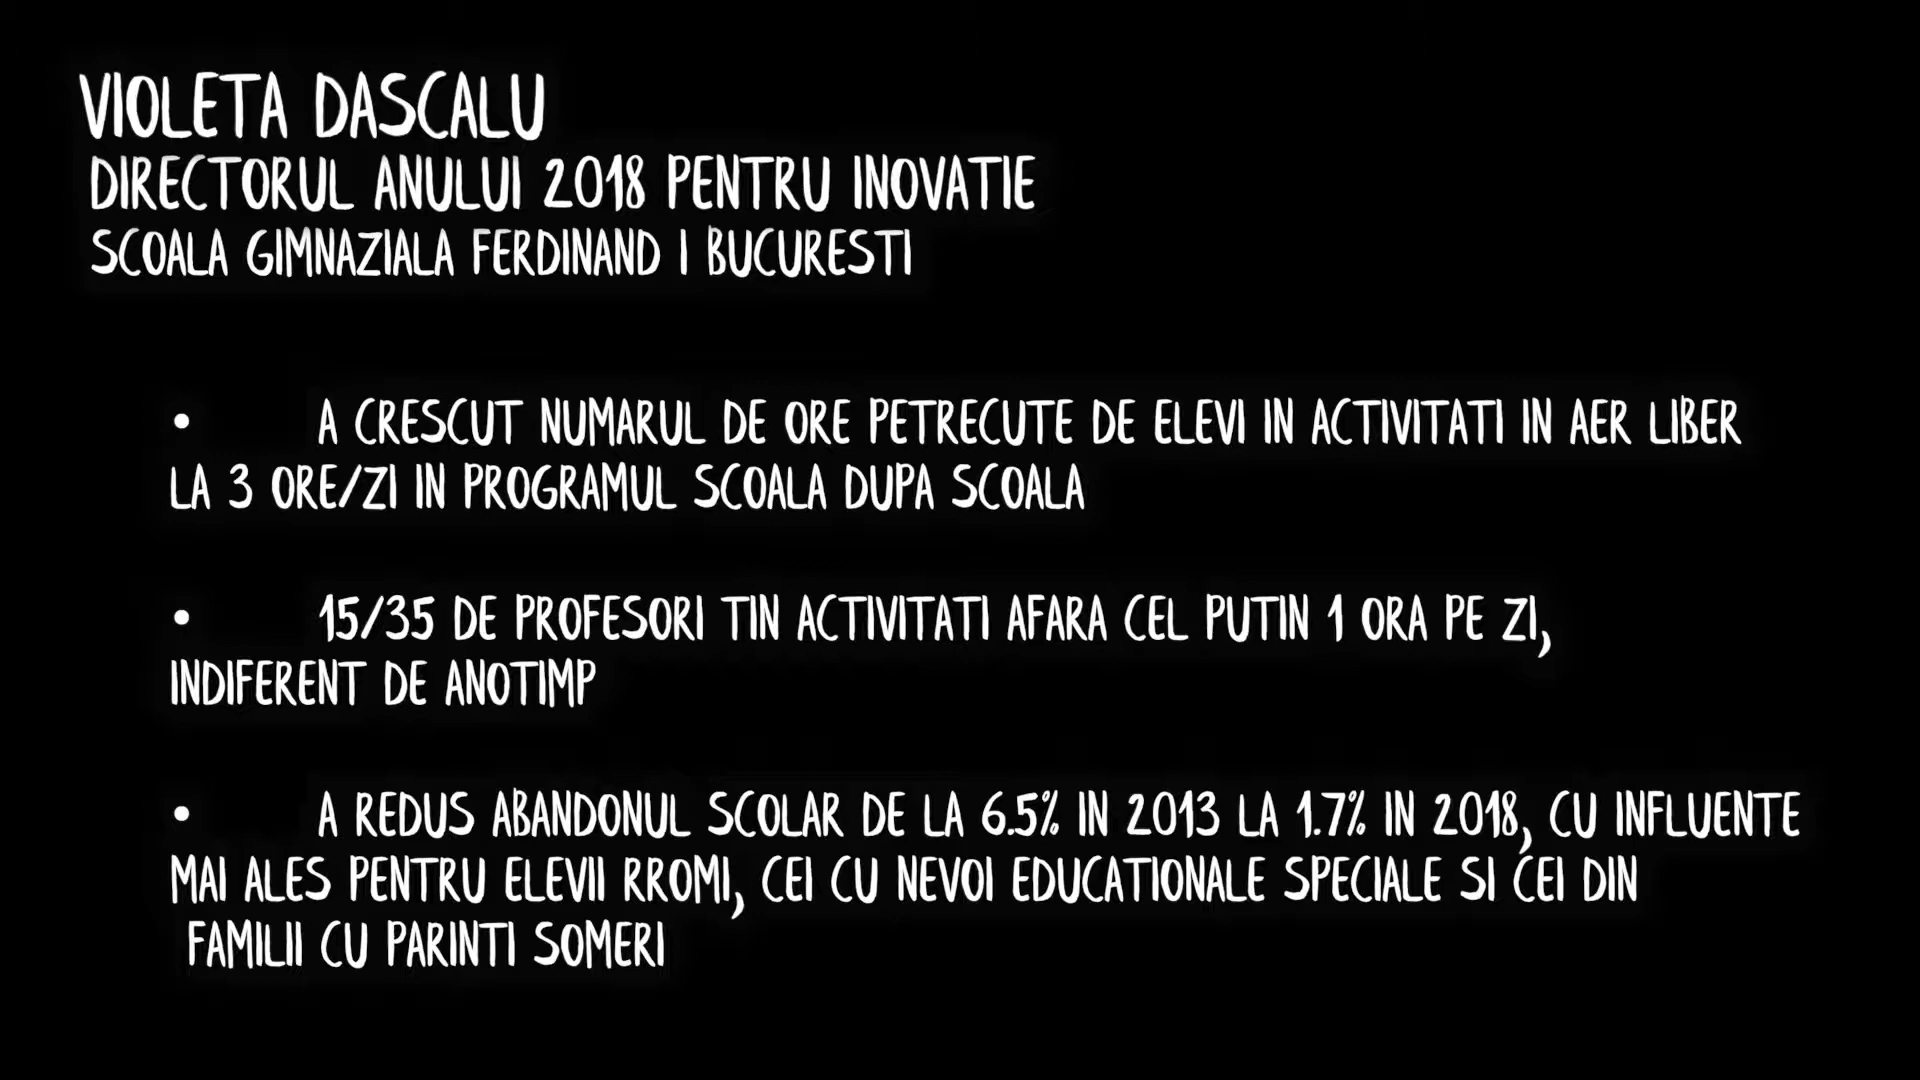 VIOLETA DASCALU
DIRECTORUL ANULUI 2018 PENTRU INOVATIE
SCOALA GIMNAZIALA FERDINAND I BUCURESTI
• A CRESCUT NUMARUL DE ORE PETRECUTE DE ELEVI IN ACTIVITATI IN AER LIBER
LA 3 ORE/ZI IN PROGRAMUL SCOALA DUPA SCOALA
• 15/35 DE PROFESORI TIN ACTIVITATI AFARA CEL PUTIN 1 ORA PE ZI,
INDIFERENT DE ANOTIMP
• A REDUS ABANDONUL SCOLAR DE LA 6.5% IN 2013 LA 1.7% IN 2018, CU INFLUENTE
MAI ALES PENTRU ELEVII RROMI, CEI CU NEVOI EDUCATIONALE SPECIALE SI CEI DIN
FAMILII CU PARINTI SOMERI